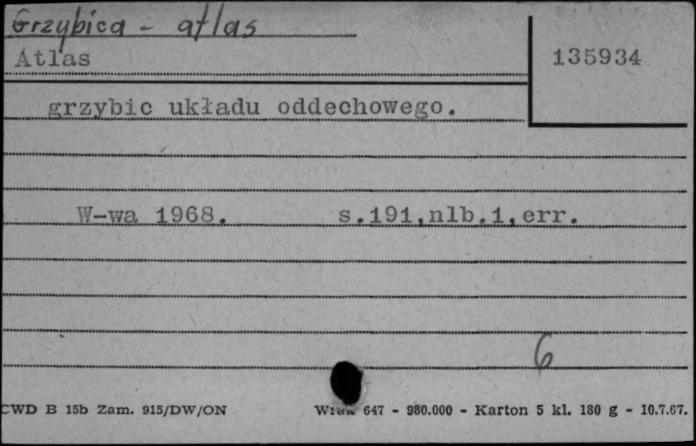 Grzybica - atlas
Atlas
135934
grzybic układu oddechowego.
W-wa 1968. s.191,nlb.1,err.
6
CWD B 15b Zam. 915/DW/ON 647 - 980.000 - Karton 5 kl. 180 g - 10.7.67.